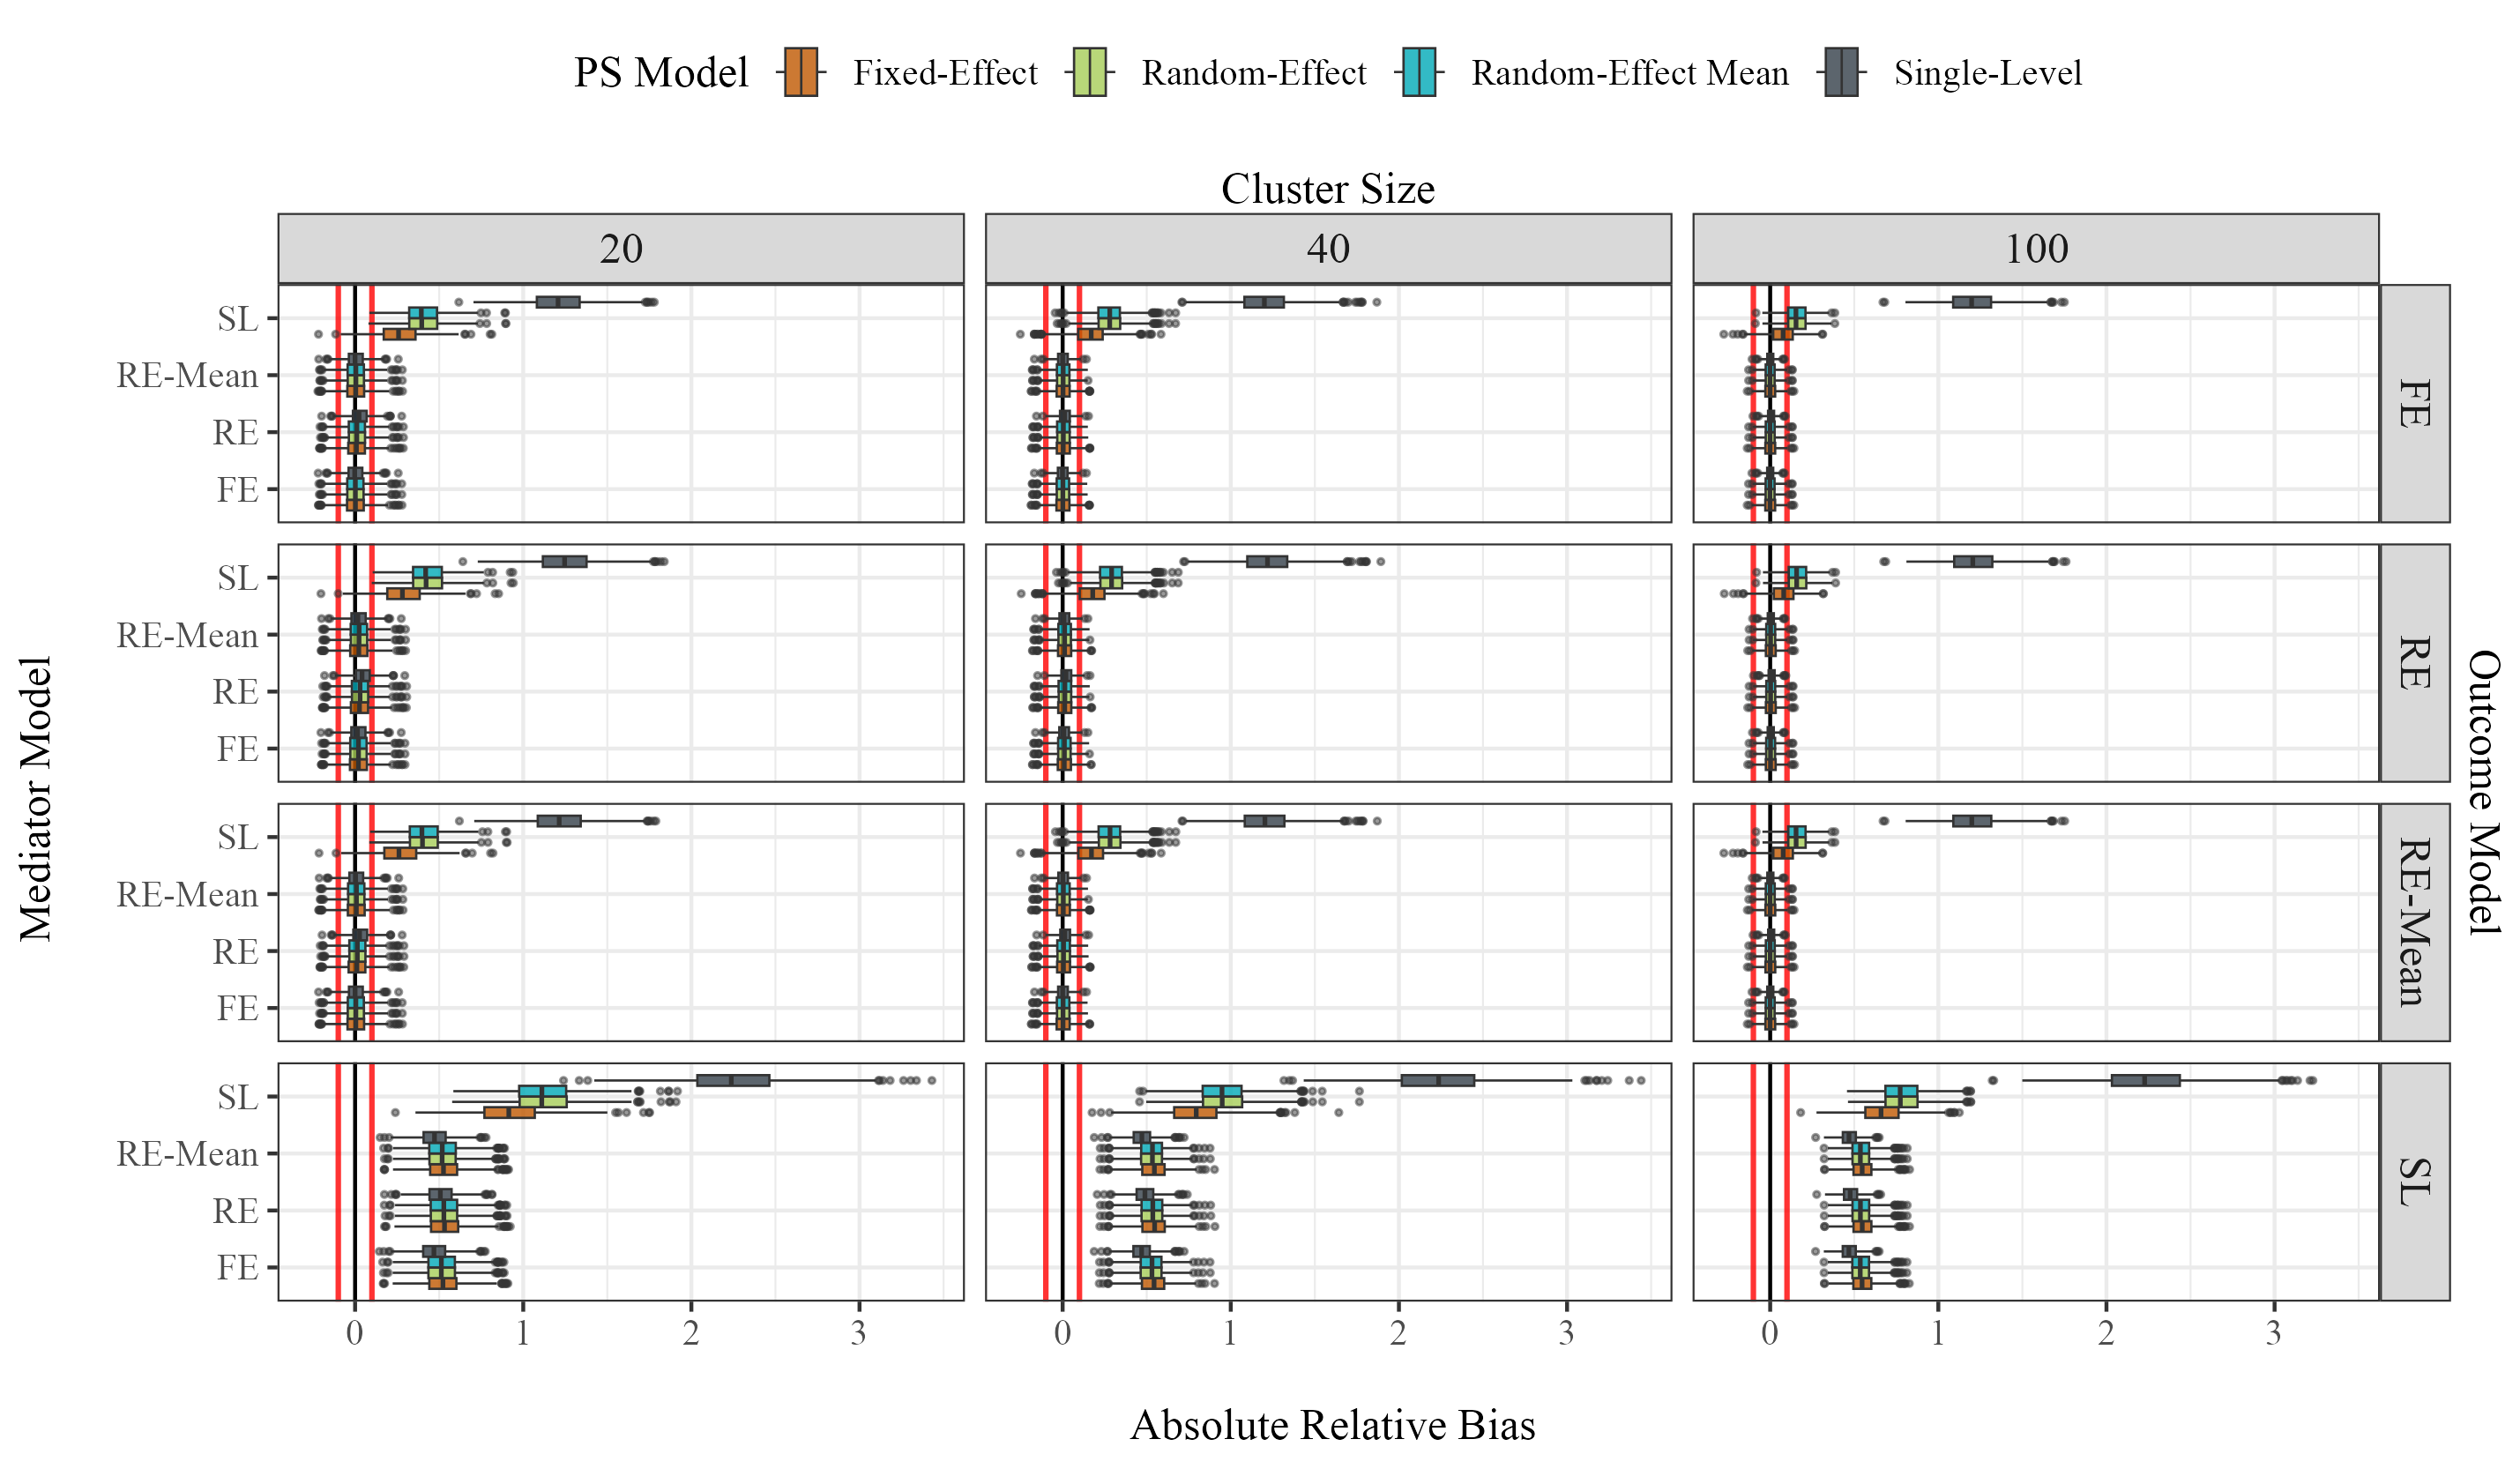 PS Model Fixed-Effect Random-Effect Random-Effect Mean Single-Level
Cluster Size
20 40 100
SL
RE-Mean
RE
FE
FE
SL
RE-Mean
RE
FE
RE
SL
RE-Mean
RE
FE
RE-Mean
SL
RE-Mean
RE
FE
SL
Mediator Model
Outcome Model
0 1 2 3 0 1 2 3 0 1 2 3
Absolute Relative Bias